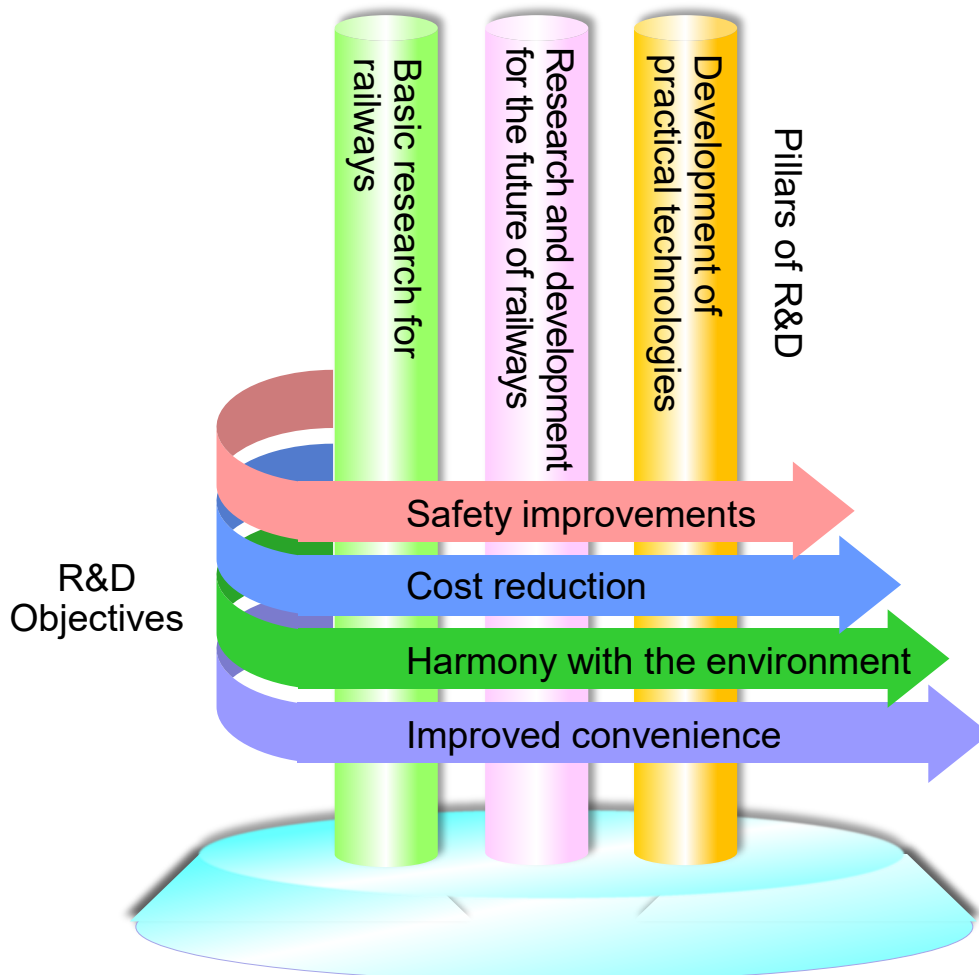 Basic research for
railways
Research and development
for the future of railways
Development of
practical technologies
Pillars of R&D
R&D
Objectives
Safety improvements
Cost reduction
Harmony with the environment
Improved convenience